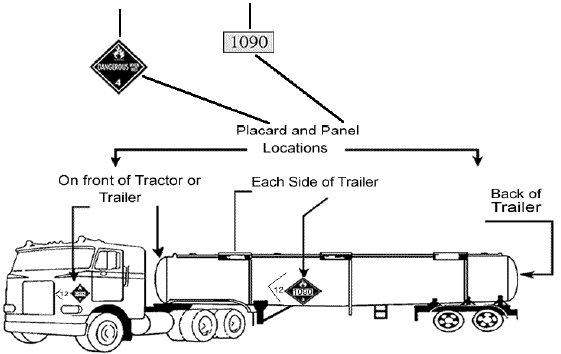 1090
DANGEROUS
4
Placard and Panel
Locations
On front of Tractor or
Trailer
Each Side of Trailer
Back of
Trailer
12
12
1090